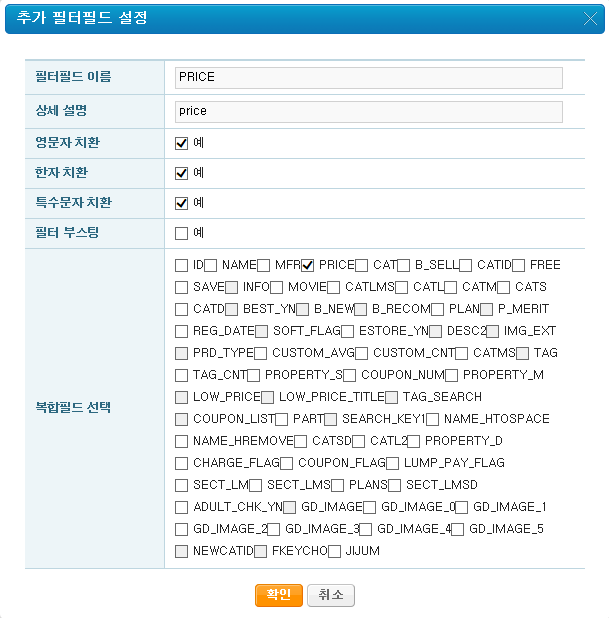 추가 필터필드 설정
필터필드 이름 PRICE
상세 설명 price
영문자 치환 예
한자 치환 예
특수문자 치환 예
필터 부스팅 예
복합필드 선택
ID NAME MFR PRICE CAT B_SELL CATID FREE
SAVE INFO MOVIE CATLMS CATL CATM CATS
CATD BEST_YN B_NEW B_RECOM PLAN P_MERIT
REG_DATE SOFT_FLAG ESTORE_YN DESC2 IMG_EXT
PRD_TYPE CUSTOM_AVG CUSTOM_CNT CATMS TAG
TAG_CNT PROPERTY_S COUPON_NUM PROPERTY_M
LOW_PRICE LOW_PRICE_TITLE TAG_SEARCH
COUPON_LIST PART SEARCH_KEY1 NAME_HTOSPACE
NAME_HREMOVE CATSD CATL2 PROPERTY_D
CHARGE_FLAG COUPON_FLAG LUMP_PAY_FLAG
SECT_LM SECT_LMS PLANS SECT_LMSD
ADULT_CHK_YN GD_IMAGE GD_IMAGE_0 GD_IMAGE_1
GD_IMAGE_2 GD_IMAGE_3 GD_IMAGE_4 GD_IMAGE_5
NEWCATID FKEYCHO JIJUM
확인 취소